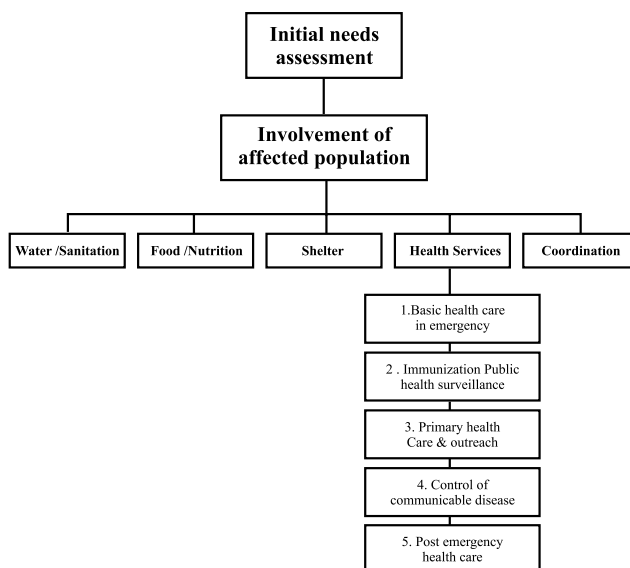 Initial needs
assessment
Involvement of
affected population
Water /Sanitation
Food /Nutrition
Shelter
Health Services
Coordination
1.Basic health care
in emergency
2 . Immunization Public
health surveillance
3. Primary health
Care & outreach
4. Control of
communicable disease
5. Post emergency
health care